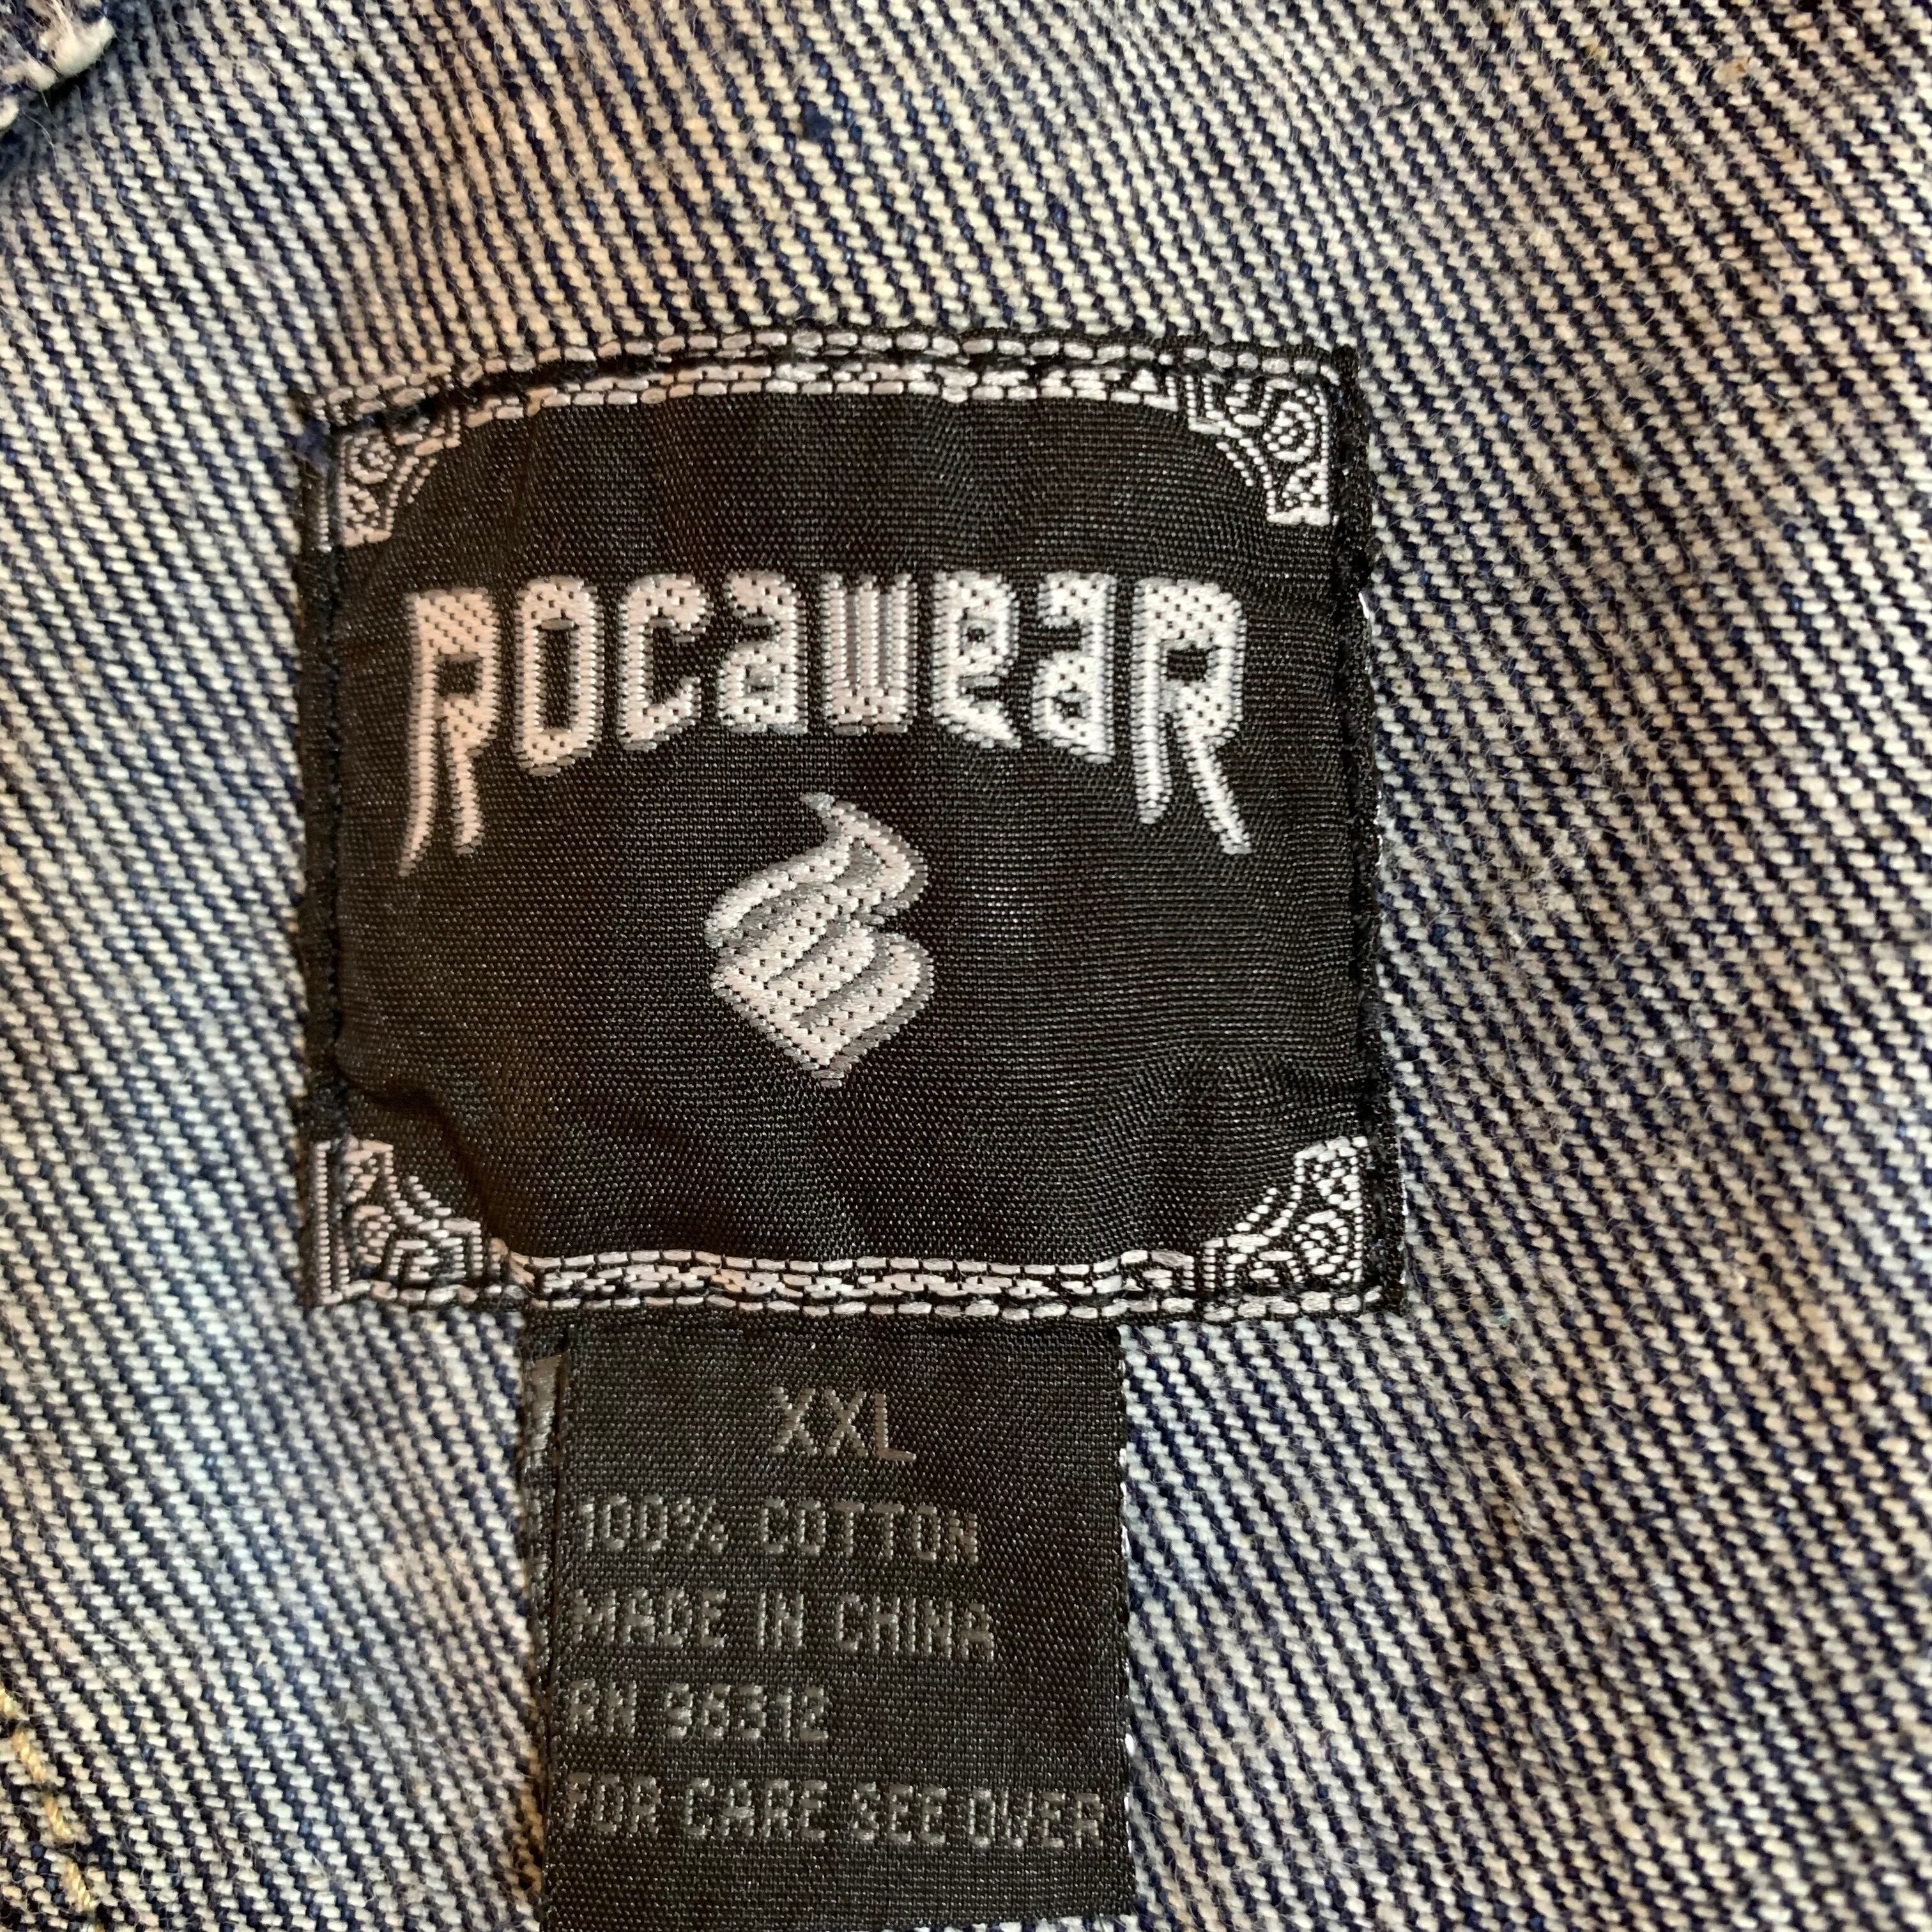 ROCAWEAR
XXL
100% COTTON
MADE IN CHINA
RN 96312
FOR CARE SEE OVER